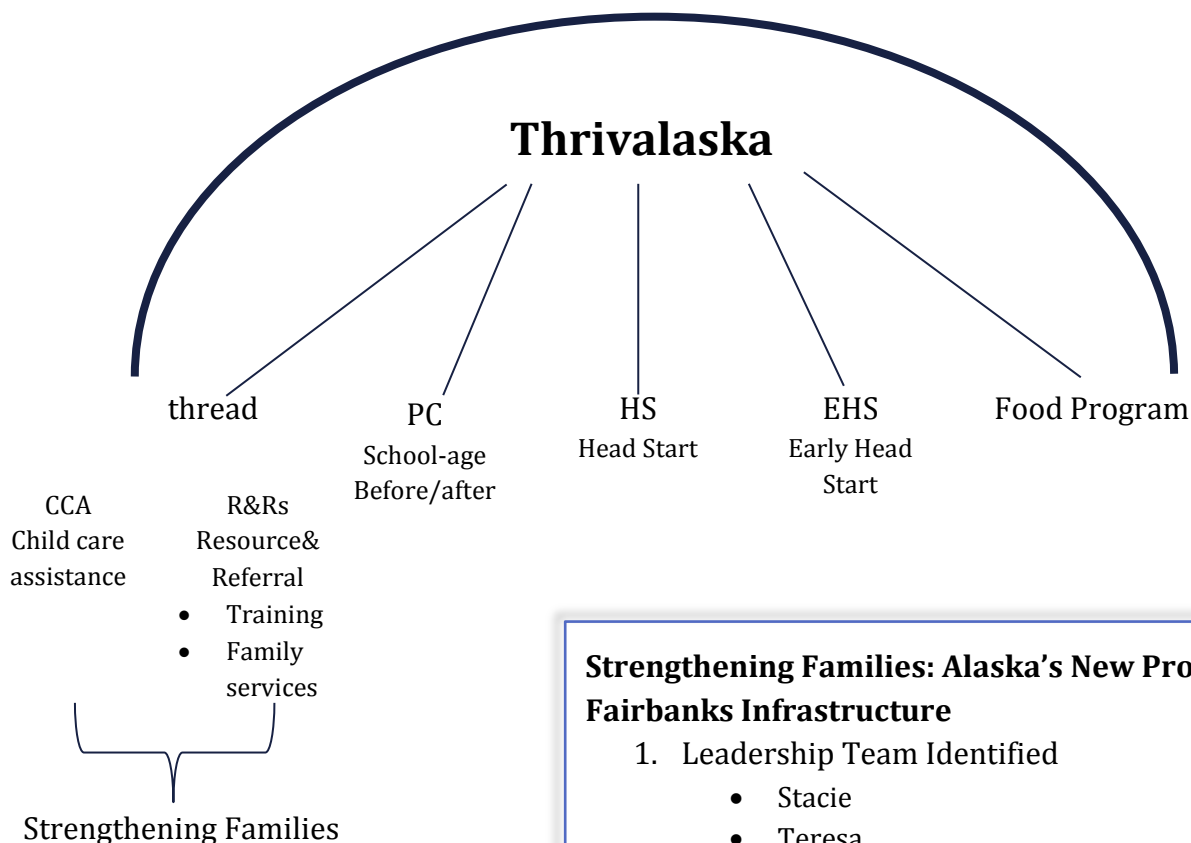 Thrivalaska
thread
PC
School-age
Before/after
HS
Head Start
EHS
Early Head
Start
Food Program
CCA
Child care
assistance
R&Rs
Resource&
Referral
• Training
• Family
services
Strengthening Families
Strengthening Families: Alaska’s New Pro
Fairbanks Infrastructure
1. Leadership Team Identified
• Stacie
• Teresa